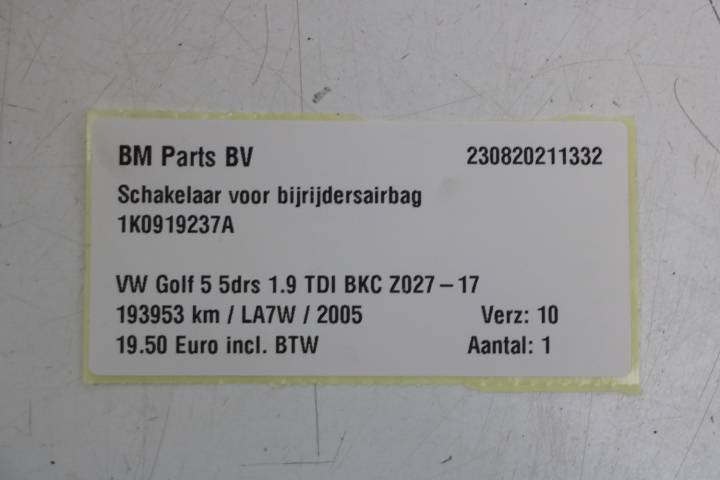 BM Parts BV 230820211332
Schakelaar voor bijrijdersairbag
1K0919237A
VW Golf 5 5drs 1.9 TDI BKC Z027-17
193953 km / LA7W / 2005 Verz: 10
19.50 Euro incl. BTW Aantal: 1